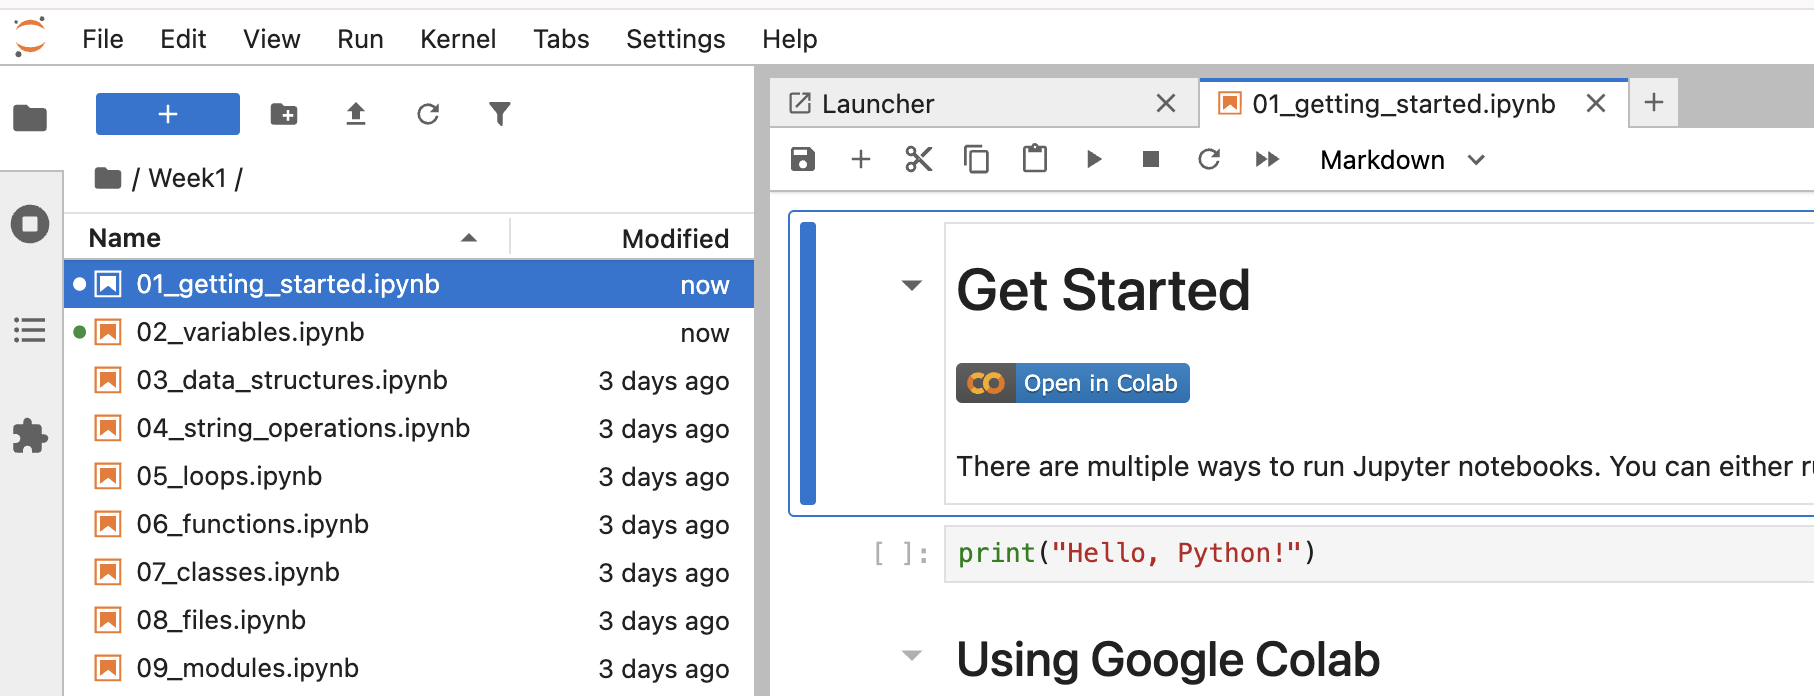 File Edit View Run Kernel Tabs Settings Help
Launcher
01_getting_started.ipynb
Markdown
/ Week1 /
Name Modified
01_getting_started.ipynb now
02_variables.ipynb now
03_data_structures.ipynb 3 days ago
04_string_operations.ipynb 3 days ago
05_loops.ipynb 3 days ago
06_functions.ipynb 3 days ago
07_classes.ipynb 3 days ago
08_files.ipynb 3 days ago
09_modules.ipynb 3 days ago
Get Started
Open in Colab
There are multiple ways to run Jupyter notebooks. You can either
[ ]: print("Hello, Python!")
Using Google Colab